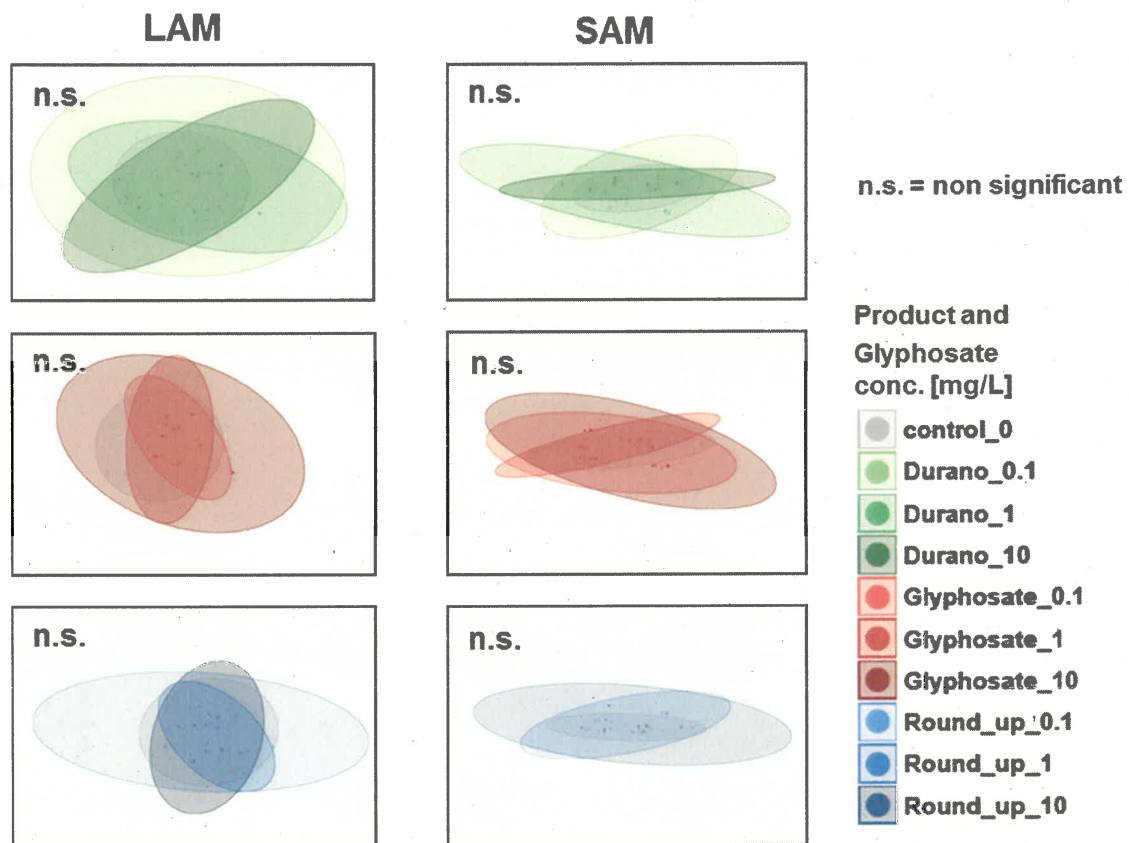 LAM
SAM
n.s.
n.s.
n.s. = non significant
n.s.
n.s.
n.s.
n.s.
Product and
Glyphosate
conc. [mg/L]
control_0
Durano_0.1
Durano_1
Durano_10
Glyphosate_0.1
Glyphosate_1
Glyphosate_10
Round_up_0.1
Round_up_1
Round_up_10